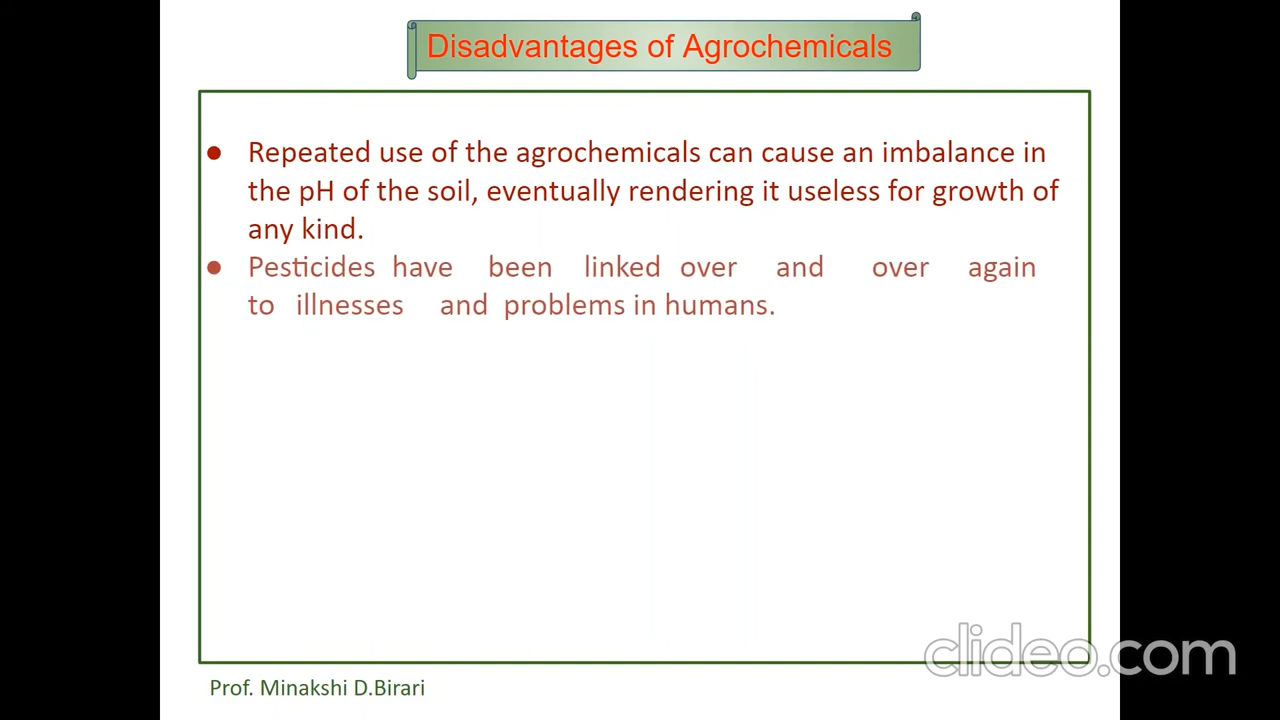 Disadvantages of Agrochemicals
● Repeated use of the agrochemicals can cause an imbalance in
the pH of the soil, eventually rendering it useless for growth of
any kind.
● Pesticides have been linked over and over again
to illnesses and problems in humans.
clideo.com
Prof. Minakshi D.Birari